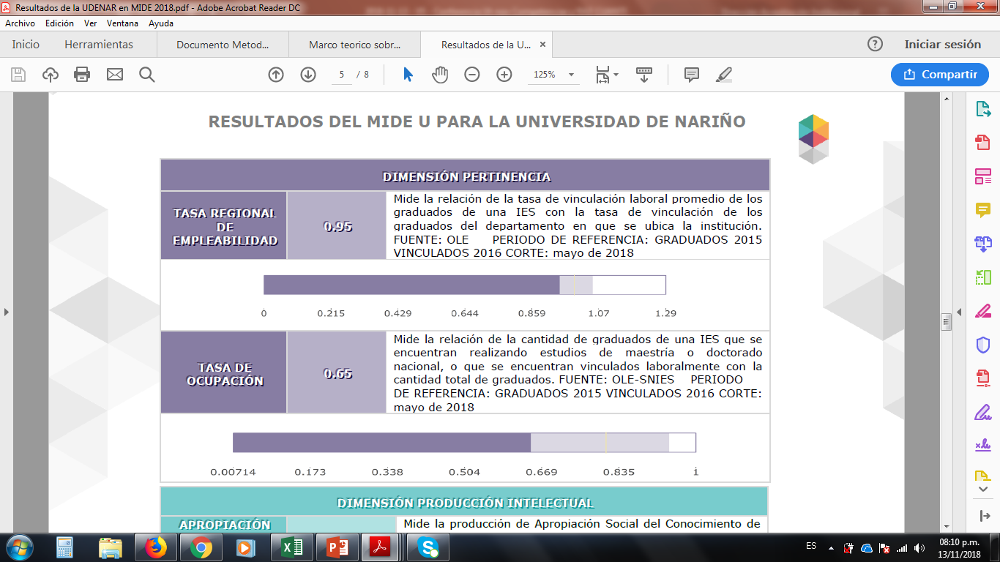 Resultados de la UDENAR en MIDE 2018.pdf - Adobe Acrobat Reader DC
Archivo Edición Ver Ventana Ayuda
Inicio Herramientas Documento Metod... Marco teorico sobr... Resultados de la U... × Iniciar sesión
5 / 8 125% Compartir
RESULTADOS DEL MIDE U PARA LA UNIVERSIDAD DE NARIÑO
DIMENSIÓN PERTINENCIA
TASA REGIONAL
DE
EMPLEABILIDAD
0.95
Mide la relación de la tasa de vinculación laboral promedio de los
graduados de una IES con la tasa de vinculación de los
graduados del departamento en que se ubica la institución.
FUENTE: OLE PERIODO DE REFERENCIA: GRADUADOS 2015
VINCULADOS 2016 CORTE: mayo de 2018
0 0.215 0.429 0.644 0.859 1.07 1.29
TASA DE
OCUPACIÓN
0.65
Mide la relación de la cantidad de graduados de una IES que se
encuentran realizando estudios de maestría o doctorado
nacional, o que se encuentran vinculados laboralmente con la
cantidad total de graduados. FUENTE: OLE-SNIES PERIODO
DE REFERENCIA: GRADUADOS 2015 VINCULADOS 2016 CORTE:
mayo de 2018
0.00714 0.173 0.338 0.504 0.669 0.835 1
DIMENSIÓN PRODUCCIÓN INTELECTUAL
APROPIACIÓN
Mide la producción de Apropiación Social del Conocimiento de
ES 08:10 p.m.
13/11/2018